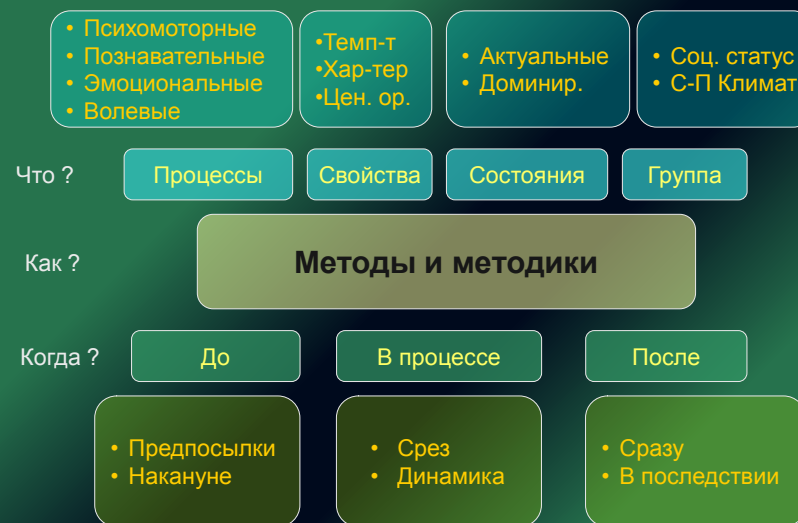 • Психомоторные
• Познавательные
• Эмоциональные
• Волевые
•Темп-т
•Хар-тер
•Цен. ор.
• Актуальные
• Доминир.
• Соц. статус
• С-П Климат
Что ?
Процессы
Свойства
Состояния
Группа
Как ?
Методы и методики
Когда ?
До
В процессе
После
• Предпосылки
• Накануне
• Срез
• Динамика
• Сразу
• В последствии